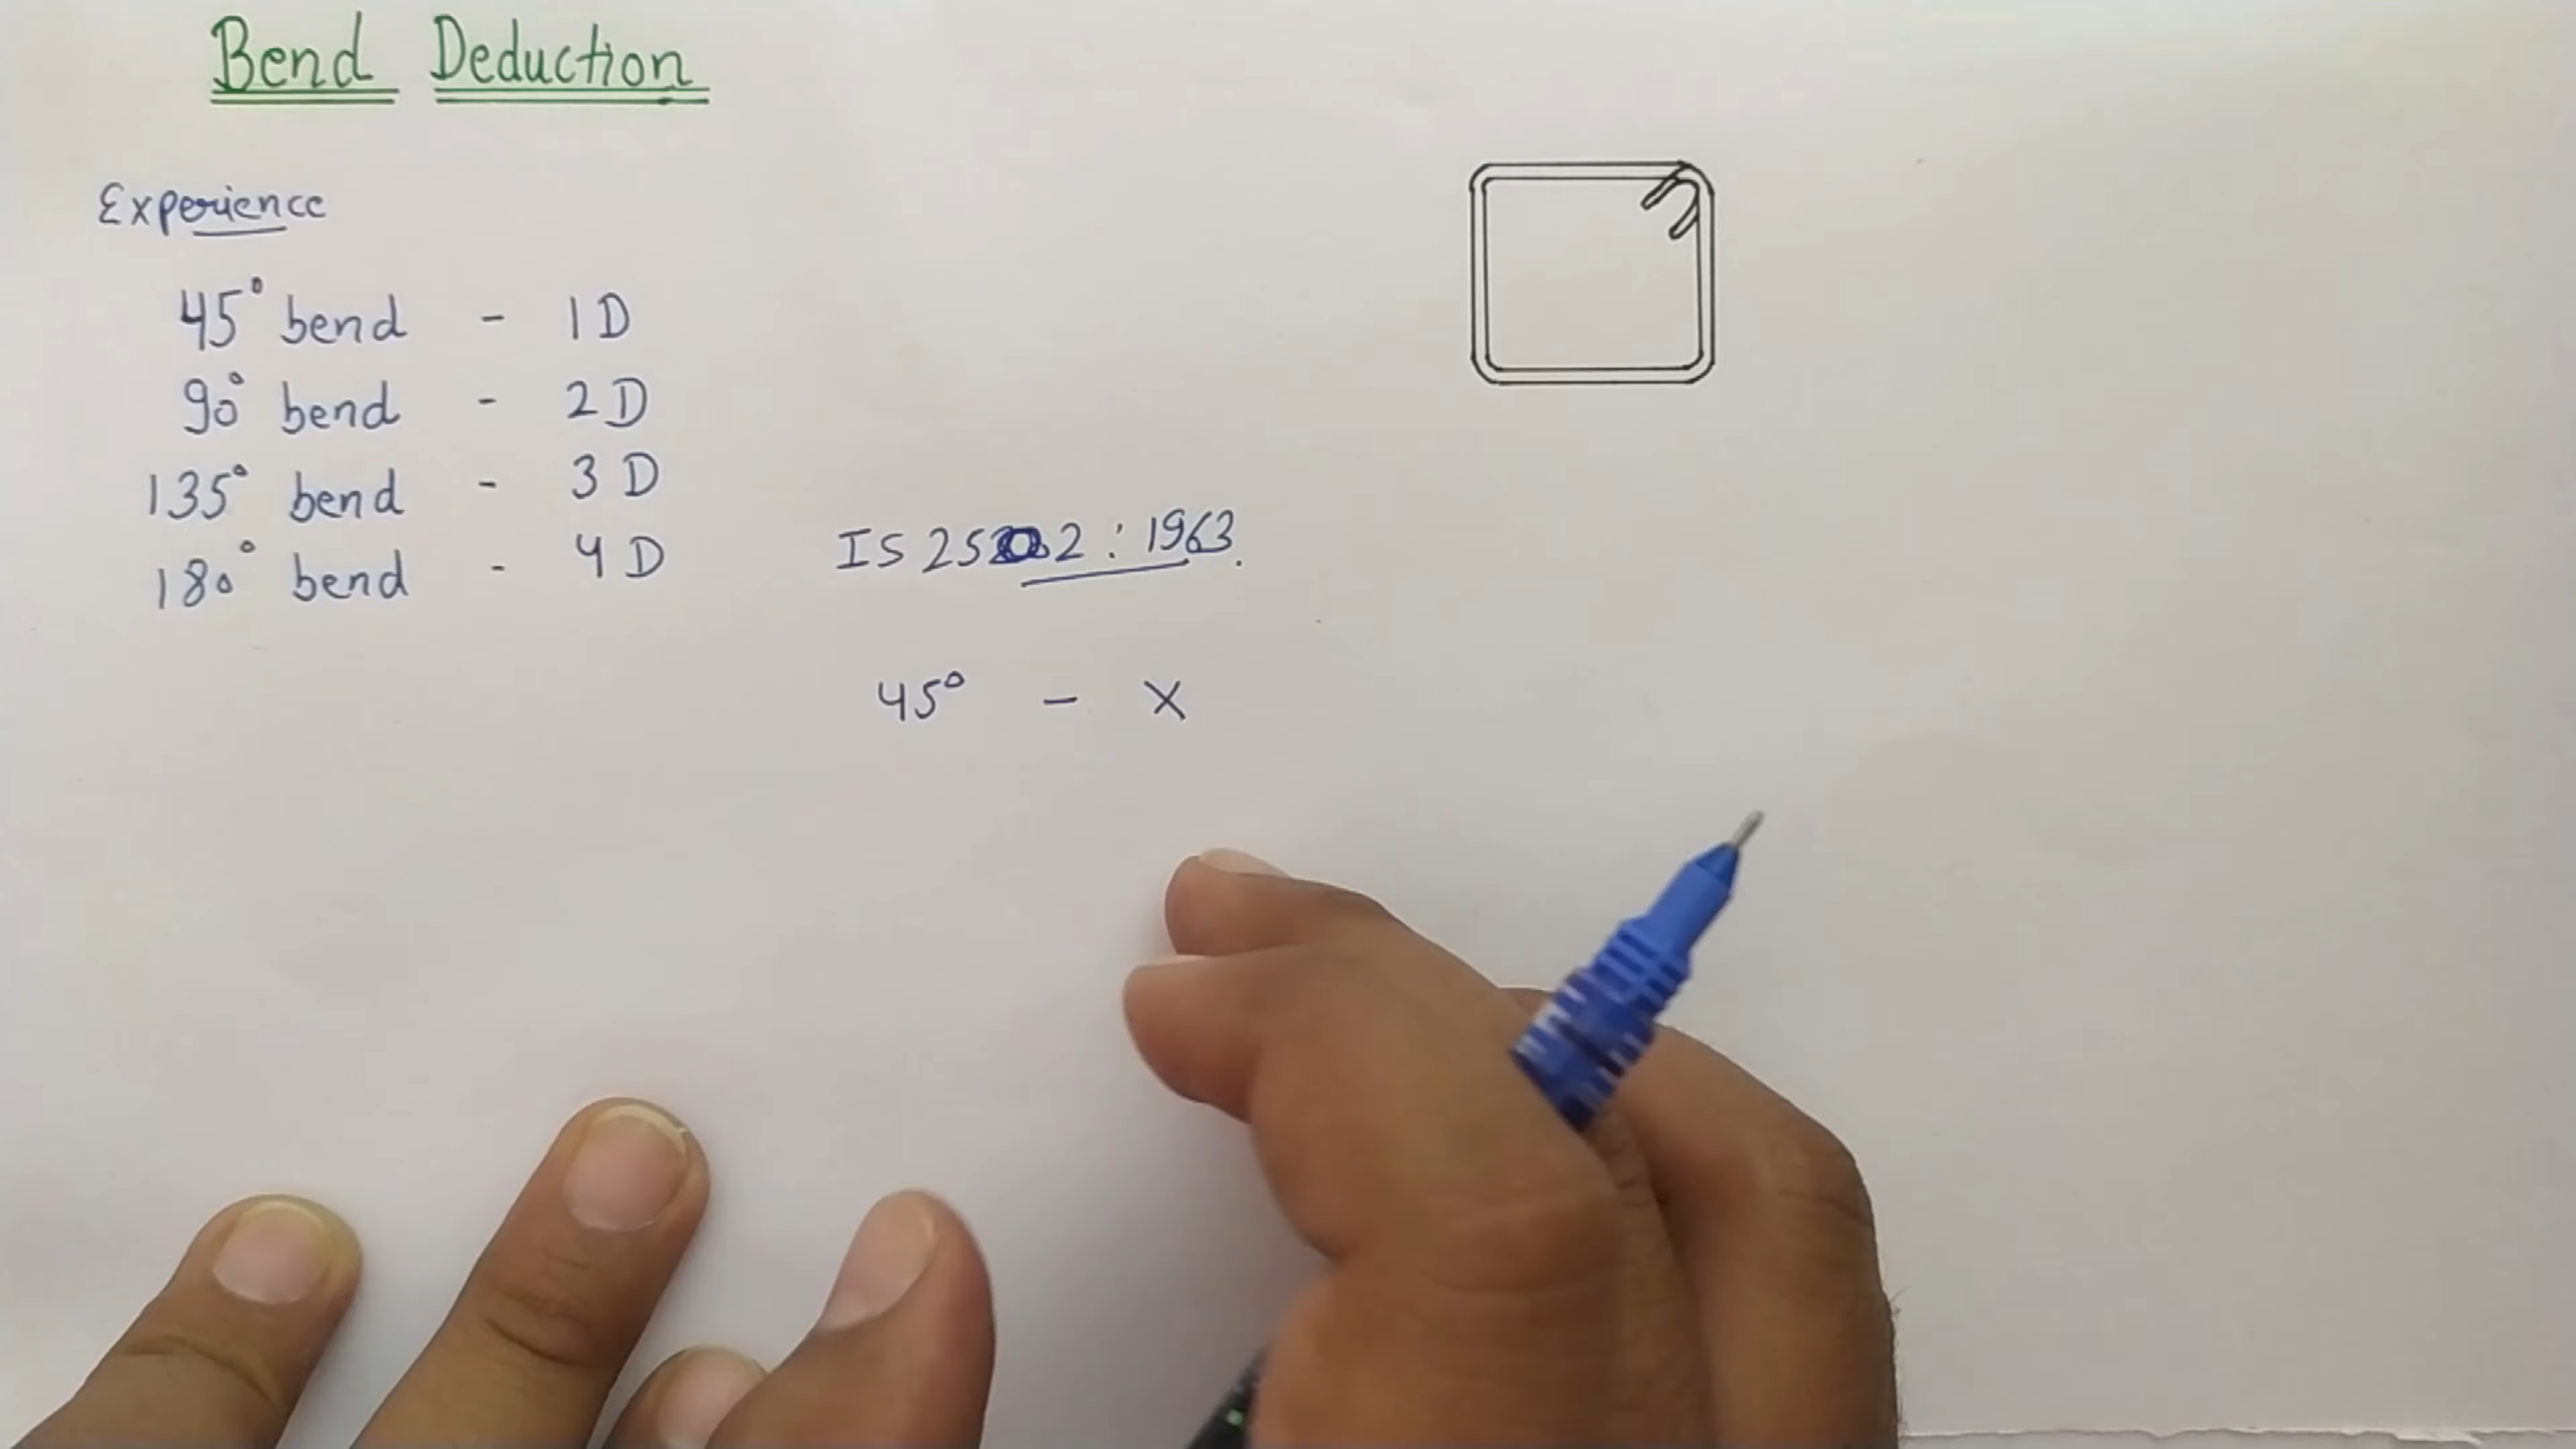 Bend Deduction
Experience
45° bend - 1D
90° bend - 2D
135° bend - 3D
180° bend - 4D
IS 2502 : 1963.
45° - X